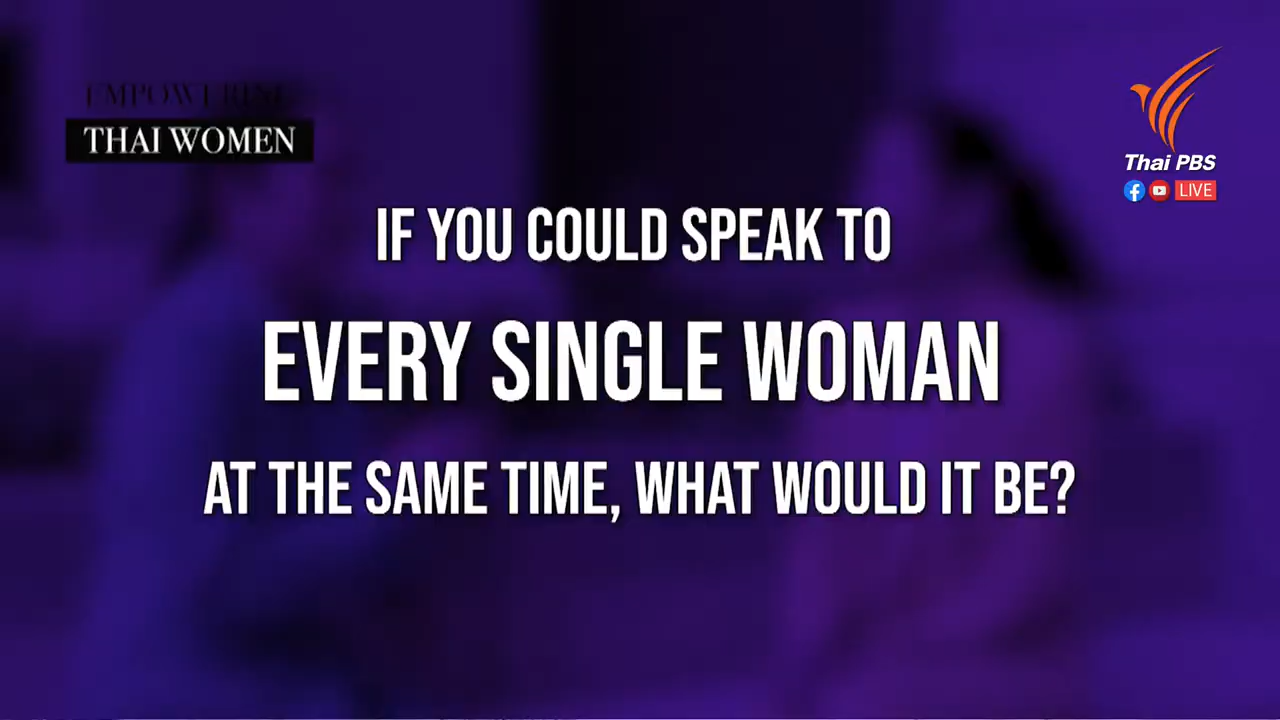 EMPOWERING
THAI WOMEN
Thai PBS
LIVE
IF YOU COULD SPEAK TO
EVERY SINGLE WOMAN
AT THE SAME TIME, WHAT WOULD IT BE?